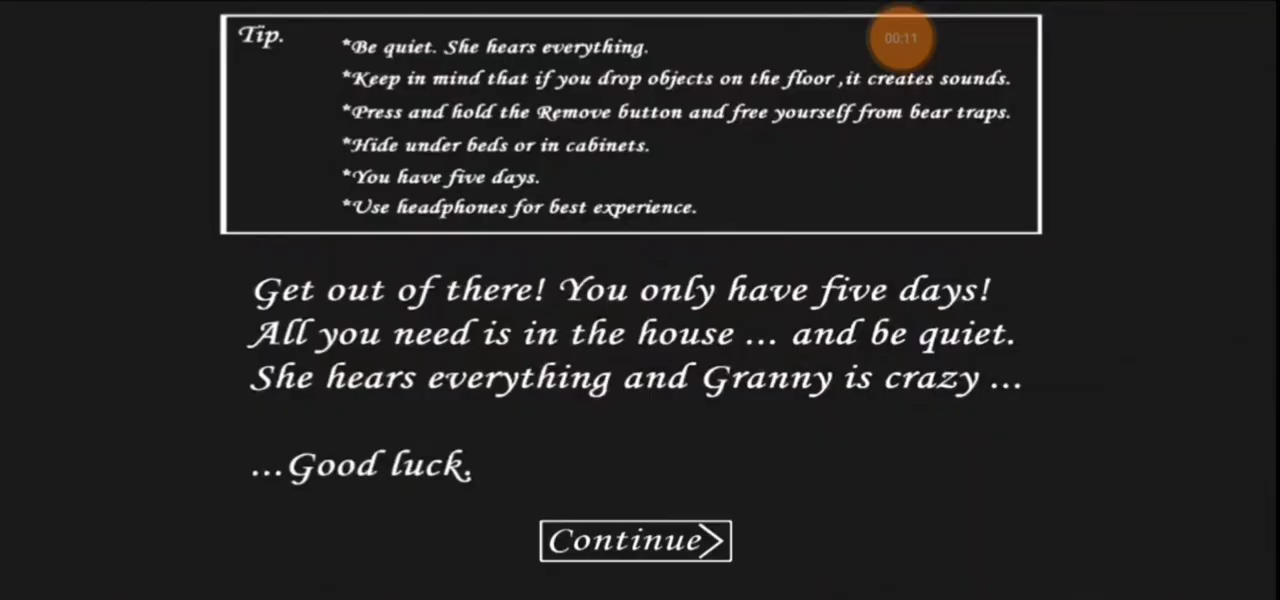 Tip.
*Be quiet. She hears everything.
*Keep in mind that if you drop objects on the floor ,it creates sounds.
*Press and hold the Remove button and free yourself from bear traps.
*Hide under beds or in cabinets.
*You have five days.
*Use headphones for best experience.
00:11
Get out of there! You only have five days!
All you need is in the house ... and be quiet.
She hears everything and Granny is crazy ...
...Good luck.
Continue>